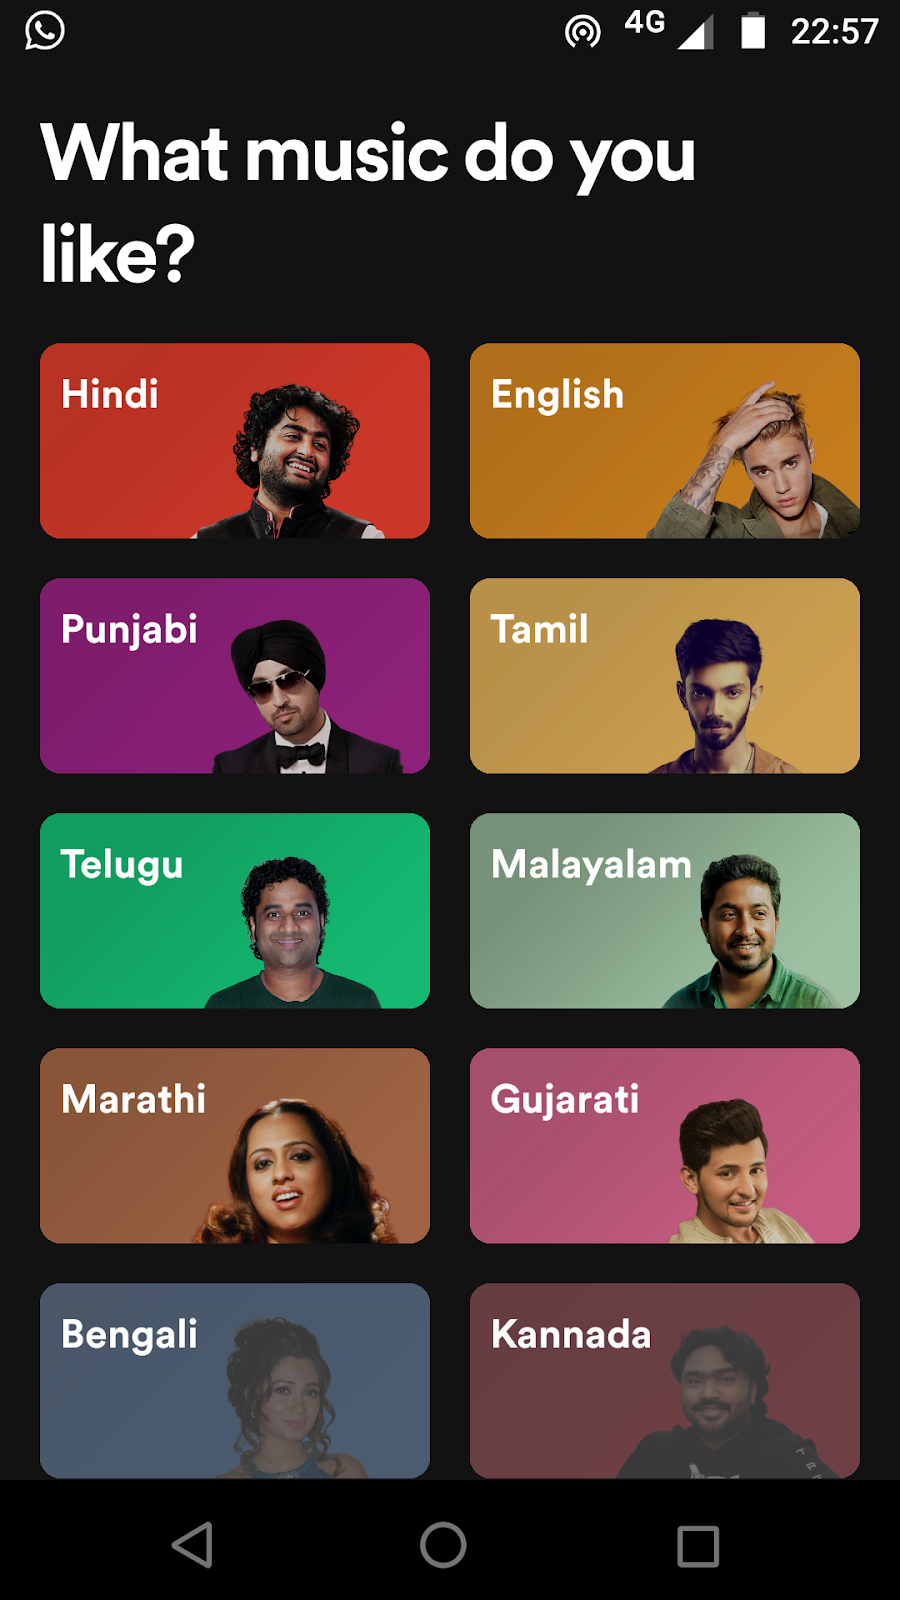 4G 22:57
What music do you
like?
Hindi
English
Punjabi
Tamil
Telugu
Malayalam
Marathi
Gujarati
Bengali
Kannada